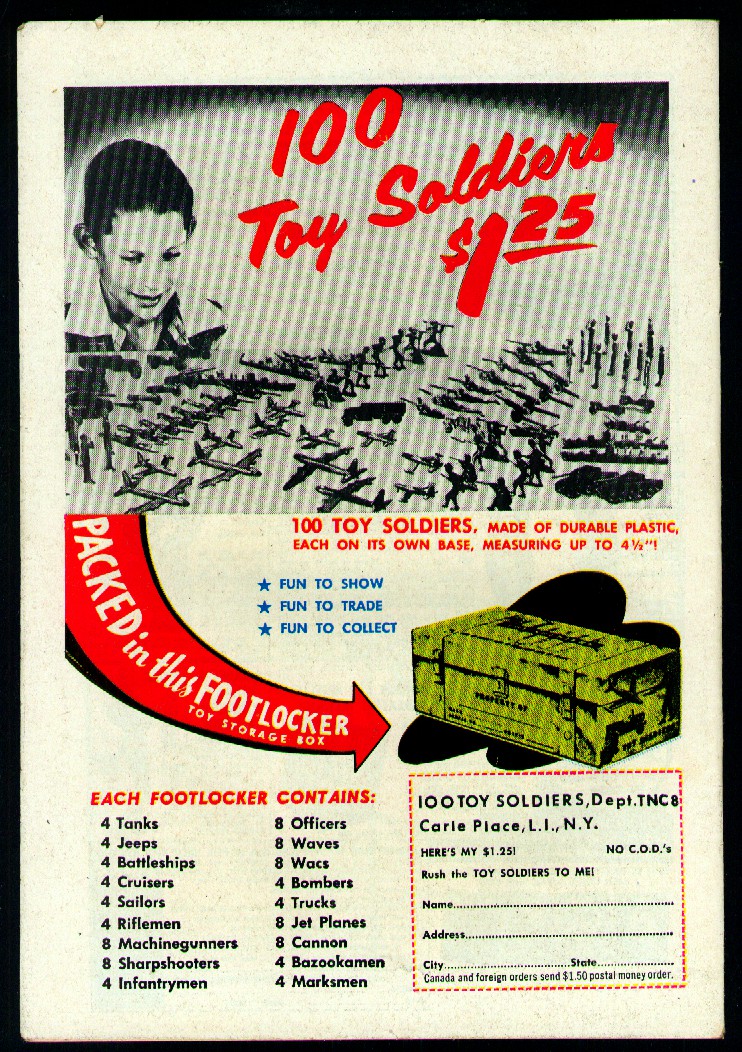 100
Toy Soldiers
$1.25
100 TOY SOLDIERS. MADE OF DURABLE PLASTIC,
EACH ON ITS OWN BASE, MEASURING UP TO 4½"!
PACKED in this FOOTLOCKER
TOY STORAGE BOX
★ FUN TO SHOW
★ FUN TO TRADE
★ FUN TO COLLECT
PROPERTY OF
EACH FOOTLOCKER CONTAINS:
4 Tanks
4 Jeeps
4 Battleships
4 Cruisers
4 Sailors
4 Riflemen
8 Machinegunners
8 Sharpshooters
4 Infantrymen
8 Officers
8 Waves
8 Wacs
4 Bombers
4 Trucks
8 Jet Planes
8 Cannon
4 Bazookamen
4 Marksmen
100 TOY SOLDIERS, Dept. TNC8
Carle Place, L.I., N.Y.
HERE'S MY $1.25! NO C.O.D.'s
Rush the TOY SOLDIERS TO ME!
Name
Address
City State
Canada and foreign orders send $1.50 postal money order.